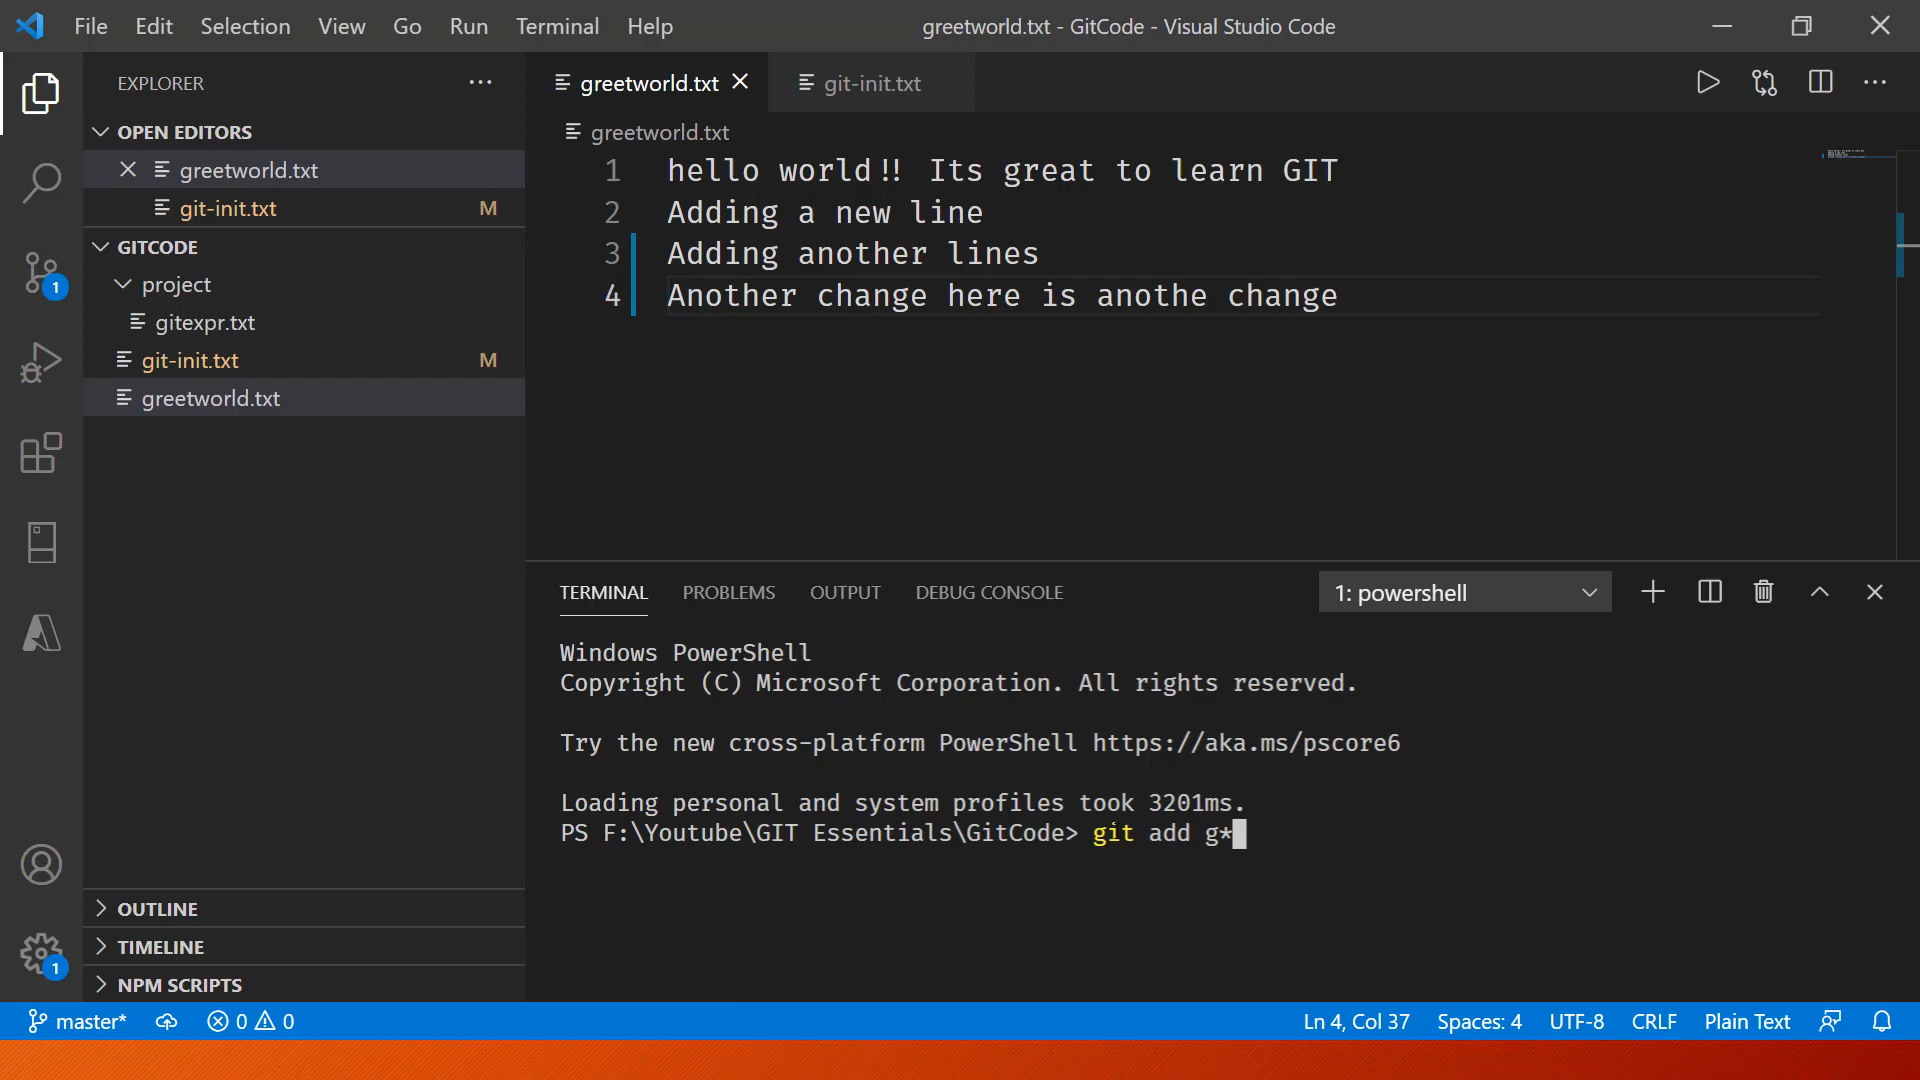 File Edit Selection View Go Run Terminal Help
greetworld.txt - GitCode - Visual Studio Code
EXPLORER
OPEN EDITORS
greetworld.txt
git-init.txt M
GITCODE
project
gitexpr.txt
git-init.txt M
greetworld.txt
OUTLINE
TIMELINE
NPM SCRIPTS
1
1
greetworld.txt git-init.txt
greetworld.txt
1 hello world!! Its great to learn GIT
2 Adding a new line
3 Adding another lines
4 Another change here is anothe change
TERMINAL PROBLEMS OUTPUT DEBUG CONSOLE 1: powershell
Windows PowerShell
Copyright (C) Microsoft Corporation. All rights reserved.
Try the new cross-platform PowerShell https://aka.ms/pscore6
Loading personal and system profiles took 3201ms.
PS F:\Youtube\GIT Essentials\GitCode> git add g*
master* 0 0 Ln 4, Col 37 Spaces: 4 UTF-8 CRLF Plain Text